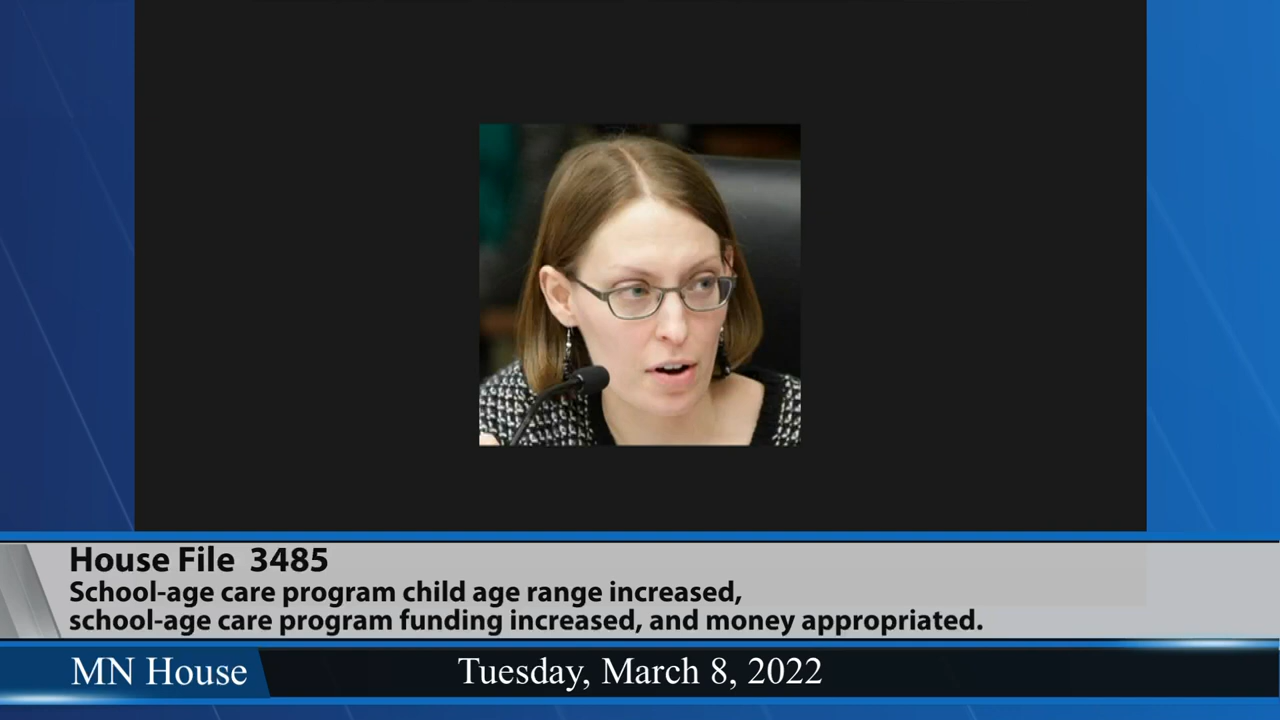 House File 3485
School-age care program child age range increased,
school-age care program funding increased, and money appropriated.
MN House
Tuesday, March 8, 2022